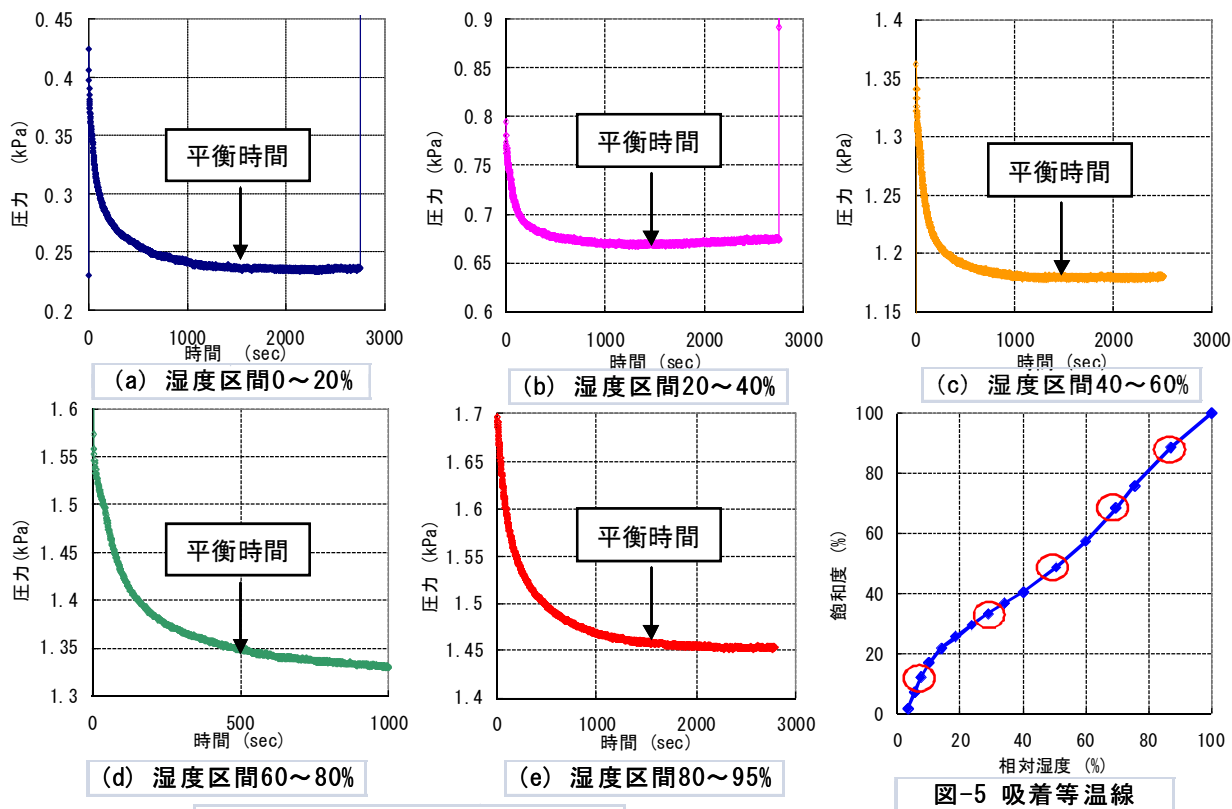 0.45
0.4
0.35
0.3
0.25
0.2
圧力 (kPa)
平衡時間
0 1000 2000 3000
時間 (sec)
(a) 湿度区間0～20%
0.9
0.85
0.8
0.75
0.7
0.65
0.6
圧力 (kPa)
平衡時間
0 1000 2000 3000
時間 (sec)
(b) 湿度区間20～40%
1.4
1.35
1.3
1.25
1.2
1.15
圧力 (kPa)
平衡時間
0 1000 2000 3000
時間 (sec)
(c) 湿度区間40～60%
1.6
1.55
1.5
1.45
1.4
1.35
1.3
圧力(kPa)
平衡時間
0 500 1000
時間 (sec)
(d) 湿度区間60～80%
1.7
1.65
1.6
1.55
1.5
1.45
1.4
圧力 (kPa)
平衡時間
0 1000 2000 3000
時間 (sec)
(e) 湿度区間80～95%
100
80
60
40
20
0
飽和度 (%)
0 20 40 60 80 100
相対湿度 (%)
図-5 吸着等温線